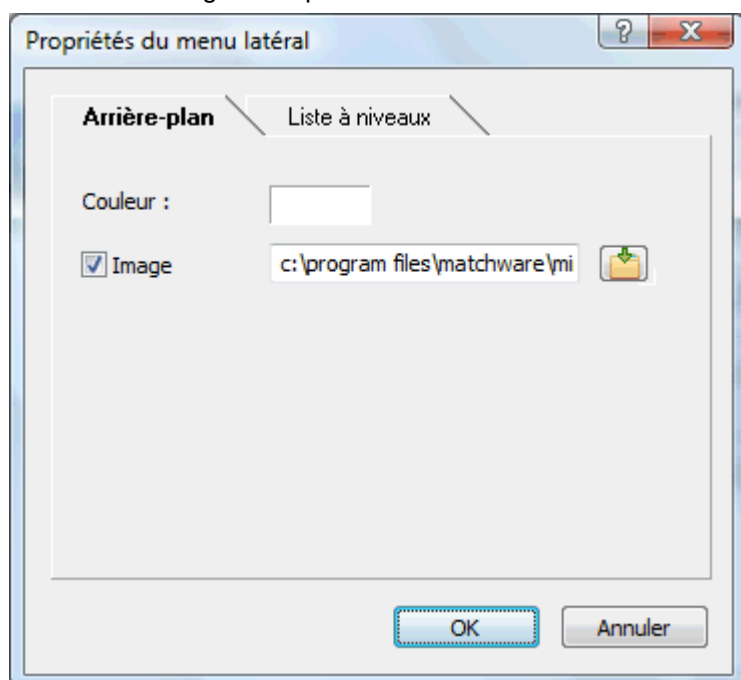 Propriétés du menu latéral
?
X
Arrière-plan
Liste à niveaux
Couleur :
Image
c:\program files\matchware\mi
OK
Annuler